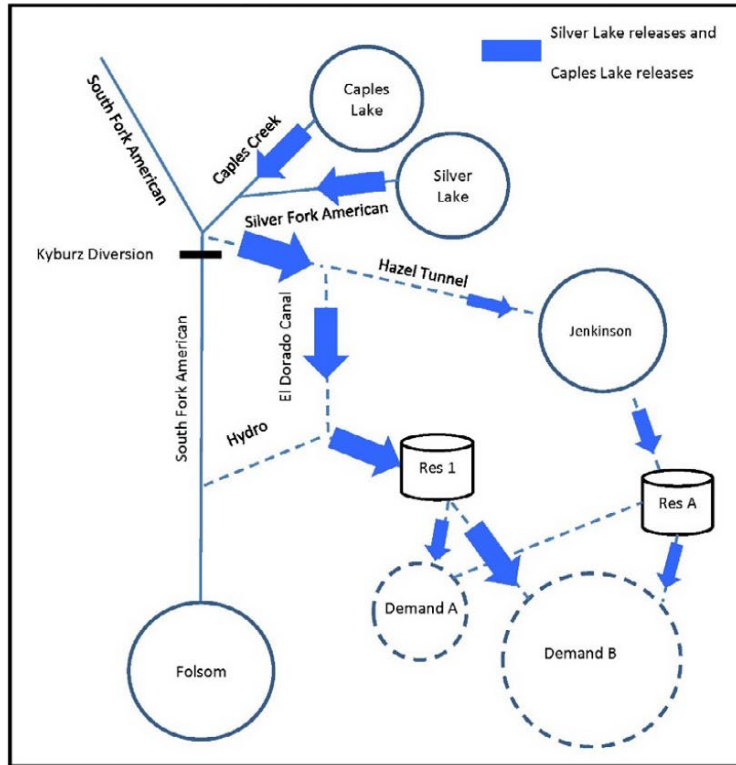 Silver Lake releases and
Caples Lake releases
South Fork American
Caples
Lake
Caples Creek
Silver
Lake
Silver Fork American
Kyburz Diversion
Hazel Tunnel
Jenkinson
El Dorado Canal
South Fork American
Hydro
Res 1
Res A
Demand A
Demand B
Folsom